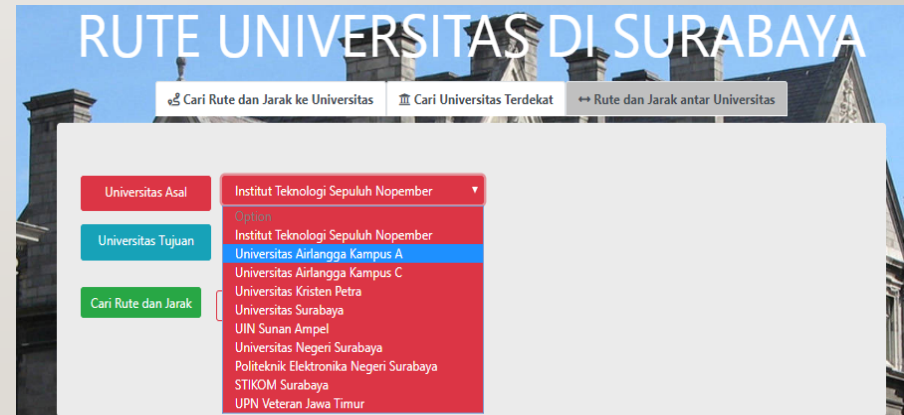 RUTE UNIVERSITAS DI SURABAYA
Cari Rute dan Jarak ke Universitas
Cari Universitas Terdekat
Rute dan Jarak antar Universitas
Universitas Asal
Institut Teknologi Sepuluh Nopember
Option
Institut Teknologi Sepuluh Nopember
Universitas Tujuan
Universitas Airlangga Kampus A
Universitas Airlangga Kampus C
Universitas Kristen Petra
Cari Rute dan Jarak
Universitas Surabaya
UIN Sunan Ampel
Universitas Negeri Surabaya
Politeknik Elektronika Negeri Surabaya
STIKOM Surabaya
UPN Veteran Jawa Timur